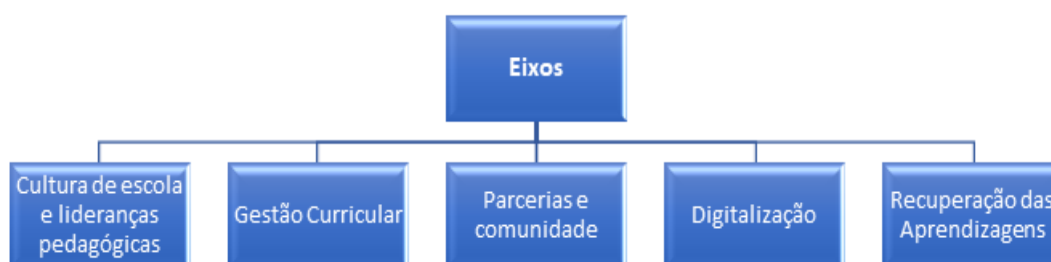 Eixos
Cultura de escola
e lideranças
pedagógicas
Gestão Curricular
Parcerias e
comunidade
Digitalização
Recuperação das
Aprendizagens